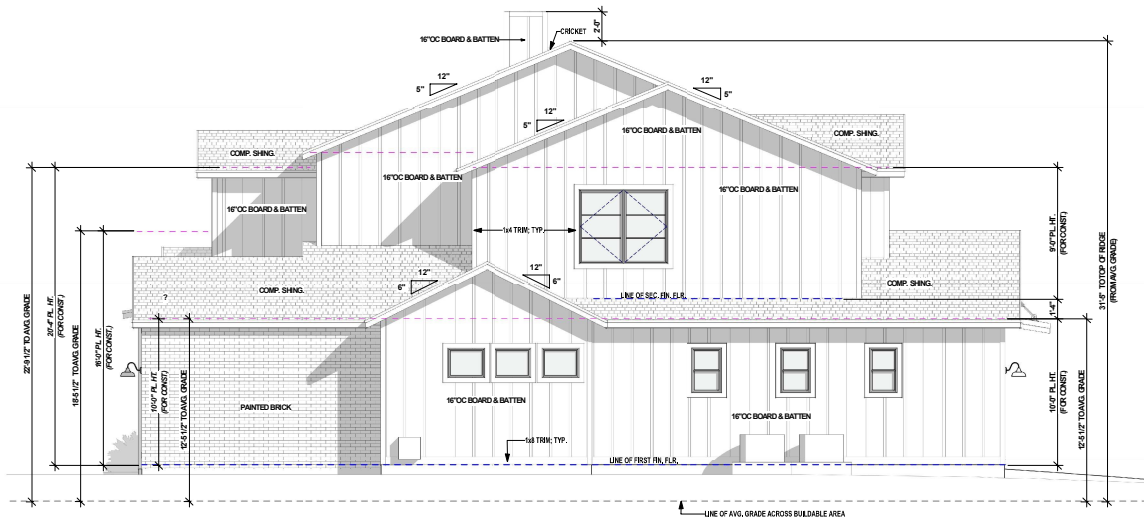 16"OC BOARD & BATTEN
CRICKET
2'-0"
12"
5"
12"
5"
12"
5"
16"OC BOARD & BATTEN
COMP. SHING.
COMP. SHING.
16"OC BOARD & BATTEN
16"OC BOARD & BATTEN
16"OC BOARD & BATTEN
1x4 TRIM; TYP.
12"
6"
12"
6"
COMP. SHING.
COMP. SHING.
?
LINE OF SEC. FIN. FLR.
22'-9 1/2" TO AVG. GRADE
20'-4" PL. HT.
(FOR CONST.)
18'-5 1/2" TO AVG. GRADE
16'-0" PL. HT.
(FOR CONST.)
10'-0" PL. HT.
(FOR CONST.)
12'-5 1/2" TO AVG. GRADE
PAINTED BRICK
16"OC BOARD & BATTEN
16"OC BOARD & BATTEN
1x8 TRIM; TYP.
LINE OF FIRST FIN. FLR.
9'-0" PL. HT.
(FOR CONST.)
1'-4"
10'-0" PL. HT.
(FOR CONST.)
12'-5 1/2" TO AVG. GRADE
TO TOP OF RIDGE
(FROM AVG. GRADE)
LINE OF AVG. GRADE ACROSS BUILDABLE AREA